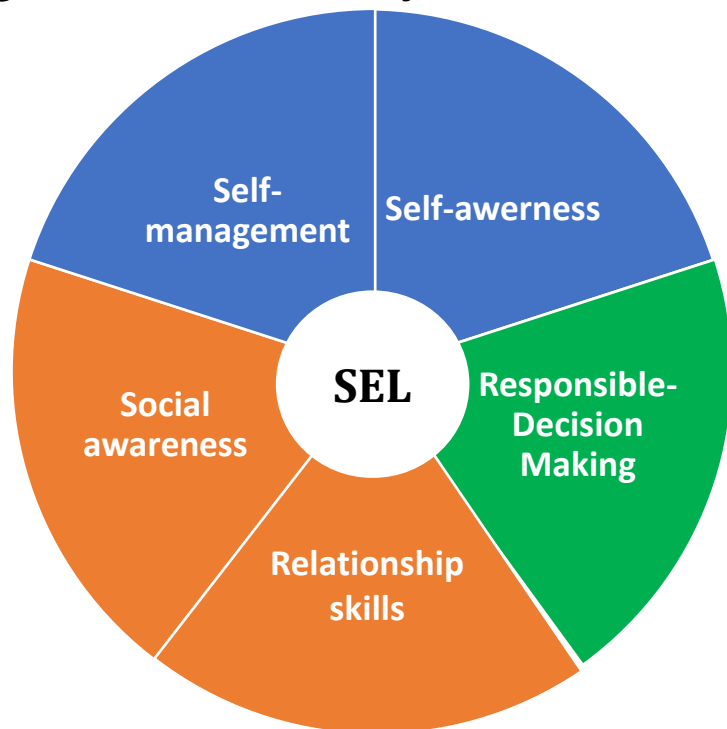 Self-
management
Self-awerness
SEL
Responsible-
Decision
Making
Social
awareness
Relationship
skills